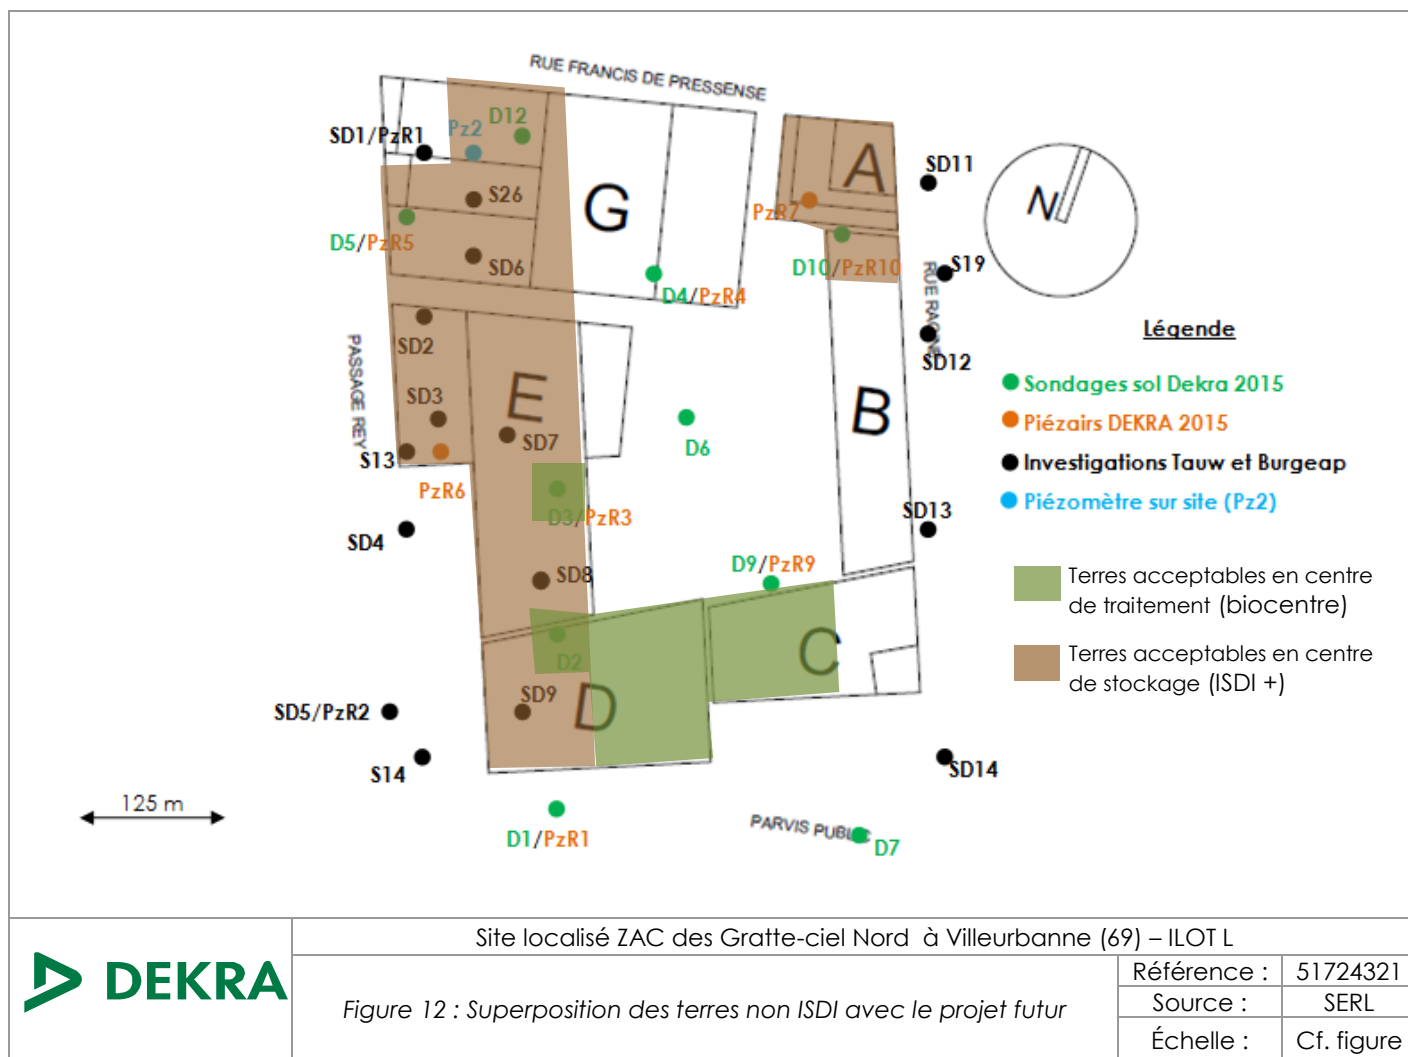 RUE FRANCIS DE PRESSENSE
SD1/PzR1
Pz2
D12
S26
G
A
SD11
PzR7
N
D5/PzR5
SD6
D4/PzR4
D10/PzR10
S19
RUE RACINE
SD12
SD2
PASSAGE REY
SD3
E
SD7
S13
PzR6
D6
B
Légende
Sondages sol Dekra 2015
Piézairs DEKRA 2015
Investigations Tauw et Burgeap
Piézomètre sur site (Pz2)
SD4
D3/PzR3
SD13
SD8
D9/PzR9
Terres acceptables en centre
de traitement (biocentre)
D2
C
Terres acceptables en centre
de stockage (ISDI +)
SD9
D
SD5/PzR2
S14
SD14
125 m
D1/PzR1
PARVIS PUBLIC
D7
DEKRA
Site localisé ZAC des Gratte-ciel Nord à Villeurbanne (69) – ILOT L
Figure 12 : Superposition des terres non ISDI avec le projet futur
Référence : 51724321
Source : SERL
Échelle : Cf. figure